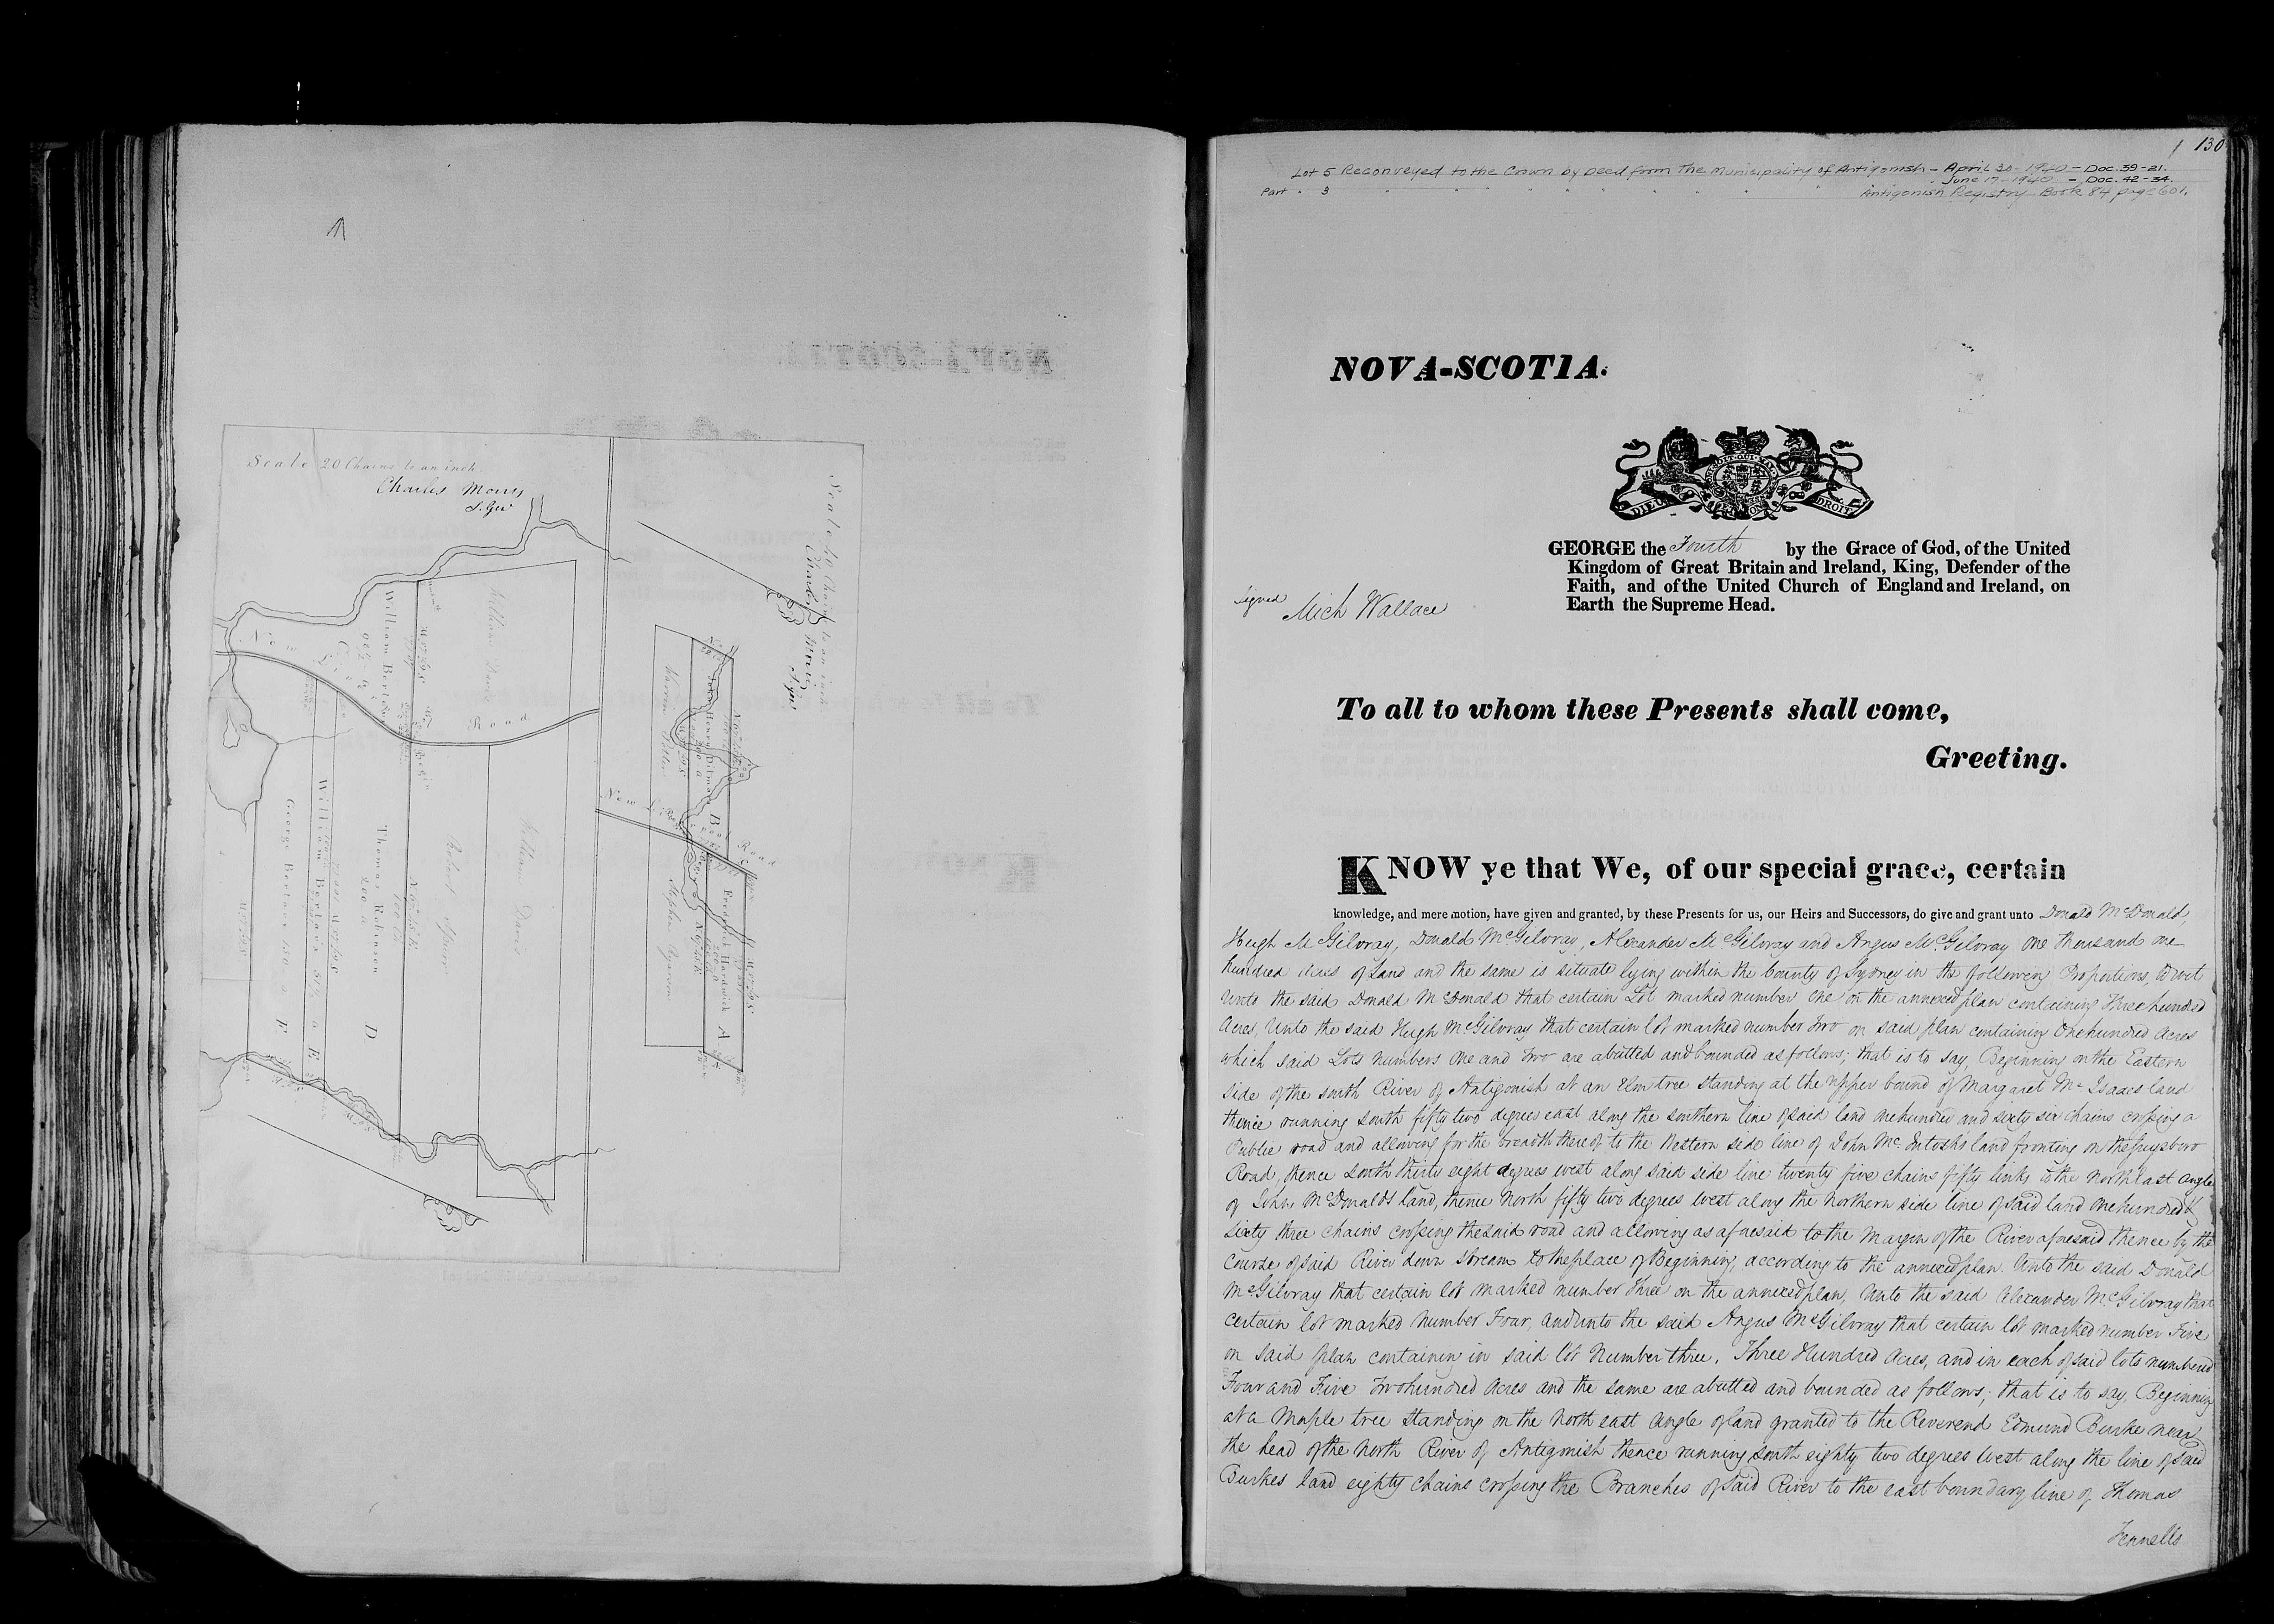 Scale 20 Chains to an inch
Charles Morris
S. Genl
New Line Road
William Davis
William Bertaux
C
Robert Spurr
William Davis
Thomas Robinson
200 a
D
William Bertaux 317½ a E
George Bertaux 150 a F
Scale 40 Chains to an inch
Charles Morris
S. Genl
Henry Ditmars
300 a
B
New Line Road
Frederick Hardwick A
130
Lot 5 Reconveyed to the Crown by Deed from The Municipality of Antigonish - April 30-1940 - Doc. 39-21.
Part " 3 " " " " " " " " " " June 17-1940 - Doc. 42-34.
Antigonish Registry Book 84 page 601.
NOVA-SCOTIA.
DIEU ET MON DROIT
GEORGE the Fourth by the Grace of God, of the United
Kingdom of Great Britain and Ireland, King, Defender of the
Faith, and of the United Church of England and Ireland, on
Earth the Supreme Head.
Signed Mich Wallace
To all to whom these Presents shall come,
Greeting.
KNOW ye that We, of our special grace, certain
knowledge, and mere motion, have given and granted, by these Presents for us, our Heirs and Successors, do give and grant unto Donald McDonald,
Hugh McGilvray, Donald McGilvray, Alexander McGilvray and Angus McGilvray One thousand one
hundred Acres of Land and the same is situate lying within the County of Sydney in the following Proportions, to wit
Unto the said Donald McDonald that certain Lot marked number One on the annexed plan containing Three hundred
Acres, Unto the said Hugh McGilvray that certain lot marked number Two on said plan containing One hundred Acres
which said Lots numbers One and Two are abutted and bounded as follows; that is to say, Beginning on the Eastern
side of the south River of Antigonish at an Elm tree standing at the upper bound of Margaret McIsaacs land
thence running South fifty two degrees east along the southern line of said land one hundred and sixty six chains crossing a
Public road and allowing for the breadth thereof to the Western side line of John McIntoshs land fronting on the Guysboro
Road, thence South thirty eight degrees west along said side line twenty five chains fifty links to the North east angle
of John McDonalds land, thence North fifty two degrees west along the Northern side line of said land one hundred &
sixty three chains crossing the said road and allowing as aforesaid to the Margin of the River aforesaid thence by the
Course of said River down Stream to the place of Beginning, according to the annexed plan. Unto the said Donald
McGilvray that certain lot marked number three on the annexed plan, Unto the said Alexander McGilvray that
certain lot marked number Four, and unto the said Angus McGilvray that certain lot marked number Five
on said plan containing in said lot Number three, Three Hundred Acres, and in each of said lots numbered
Four and Five Two hundred Acres and the same are abutted and bounded as follows; that is to say, Beginning
at a Maple tree standing on the North east angle of land granted to the Reverend Edmund Burke near
the head of the North River of Antigonish thence running South eighty two degrees West along the line of said
Burkes land eighty chains crossing the Branches of said River to the east boundary line of Thomas
Fennells